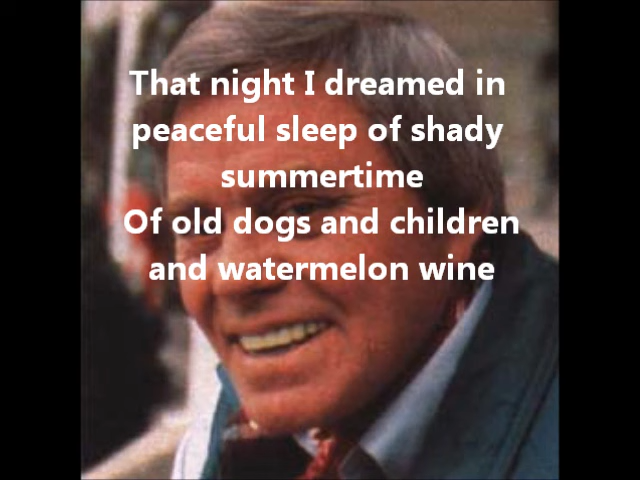 That night I dreamed in
peaceful sleep of shady
summertime
Of old dogs and children
and watermelon wine